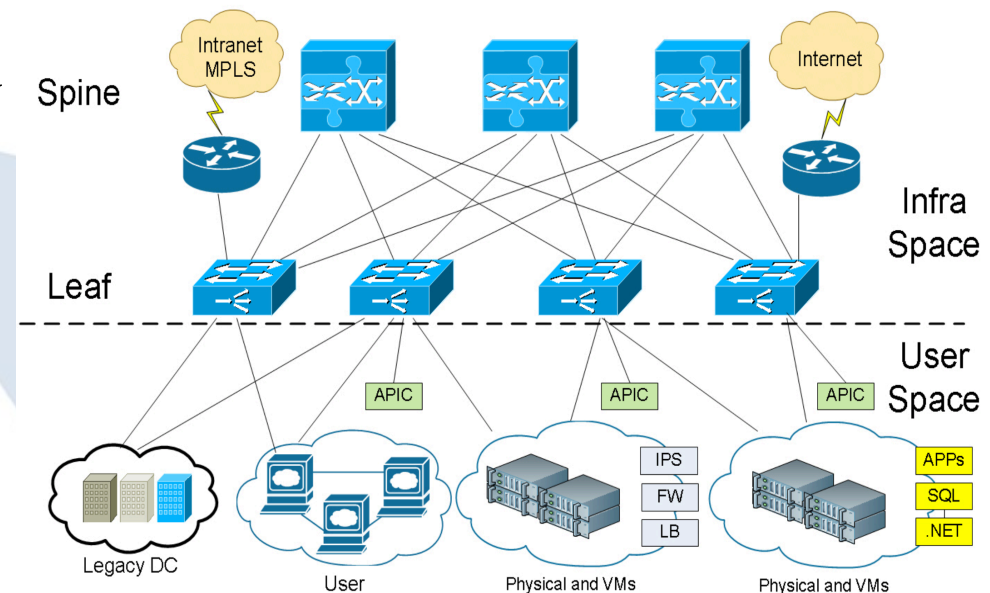 Intranet
MPLS
Internet
Spine
Infra
Space
Leaf
User
Space
APIC
APIC
APIC
IPS
FW
LB
APPs
SQL
.NET
Legacy DC
User
Physical and VMs
Physical and VMs